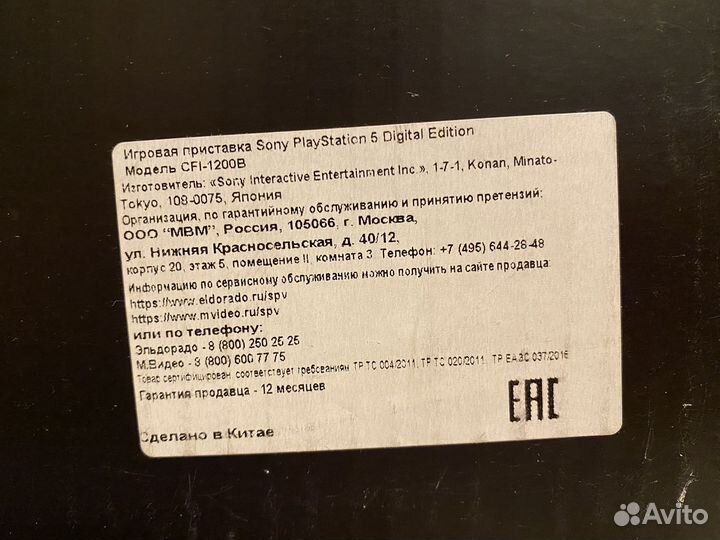 Игровая приставка Sony PlayStation 5 Digital Edition
Модель CFI-1200B
Изготовитель: «Sony Interactive Entertainment Inc.», 1-7-1, Konan, Minato-
Tokyo, 108-0075, Япония
Организация, по гарантийному обслуживанию и принятию претензий:
ООО "МВМ", Россия, 105066, г. Москва,
ул. Нижняя Красносельская, д. 40/12,
корпус 20, этаж 5, помещение II, комната 3. Телефон: +7 (495) 644-28-48
Информацию по сервисному обслуживанию можно получить на сайте продавца:
https://www.eldorado.ru/spv
https://www.mvideo.ru/spv
или по телефону:
Эльдорадо - 8 (800) 250 25 25
М.Видео - 8 (800) 600 77 75
Товар сертифицирован, соответствует требованиям ТР ТС 004/2011, ТР ТС 020/2011, ТР ЕАЭС 037/2016
Гарантия продавца - 12 месяцев
EAC
Сделано в Китае
Avito